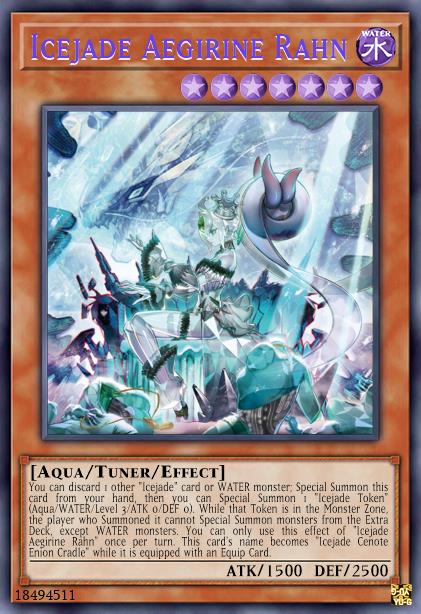 Icejade Aegirine Rahn
WATER
水
[Aqua/Tuner/Effect]
You can discard 1 other "Icejade" card or WATER monster; Special Summon this
card from your hand, then you can Special Summon 1 "Icejade Token"
(Aqua/WATER/Level 3/ATK 0/DEF 0). While that Token is in the Monster Zone,
the player who Summoned it cannot Special Summon monsters from the Extra
Deck, except WATER monsters. You can only use this effect of "Icejade
Aegirine Rahn" once per turn. This card's name becomes "Icejade Cenote
Enion Cradle" while it is equipped with an Equip Card.
ATK/1500 DEF/2500
18494511